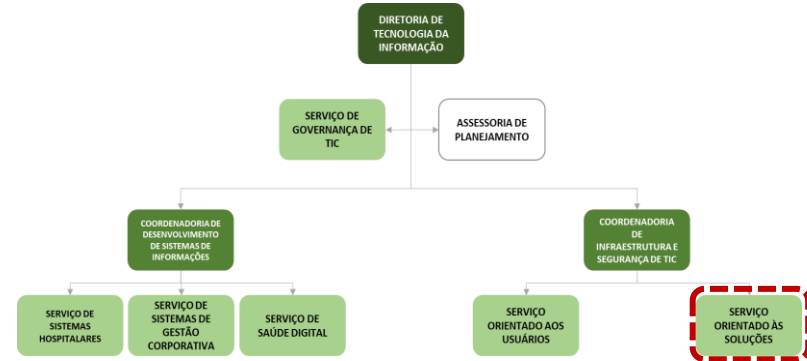 DIRETORIA DE
TECNOLOGIA DA
INFORMAÇÃO
SERVIÇO DE
GOVERNANÇA DE
TIC
ASSESSORIA DE
PLANEJAMENTO
COORDENADORIA DE
DESENVOLVIMENTO
DE SISTEMAS DE
INFORMAÇÕES
COORDENADORIA
DE
INFRAESTRUTURA E
SEGURANÇA DE TIC
SERVIÇO DE
SISTEMAS
HOSPITALARES
SERVIÇO DE
SISTEMAS DE
GESTÃO
CORPORATIVA
SERVIÇO DE
SAÚDE DIGITAL
SERVIÇO
ORIENTADO AOS
USUÁRIOS
SERVIÇO
ORIENTADO ÀS
SOLUÇÕES